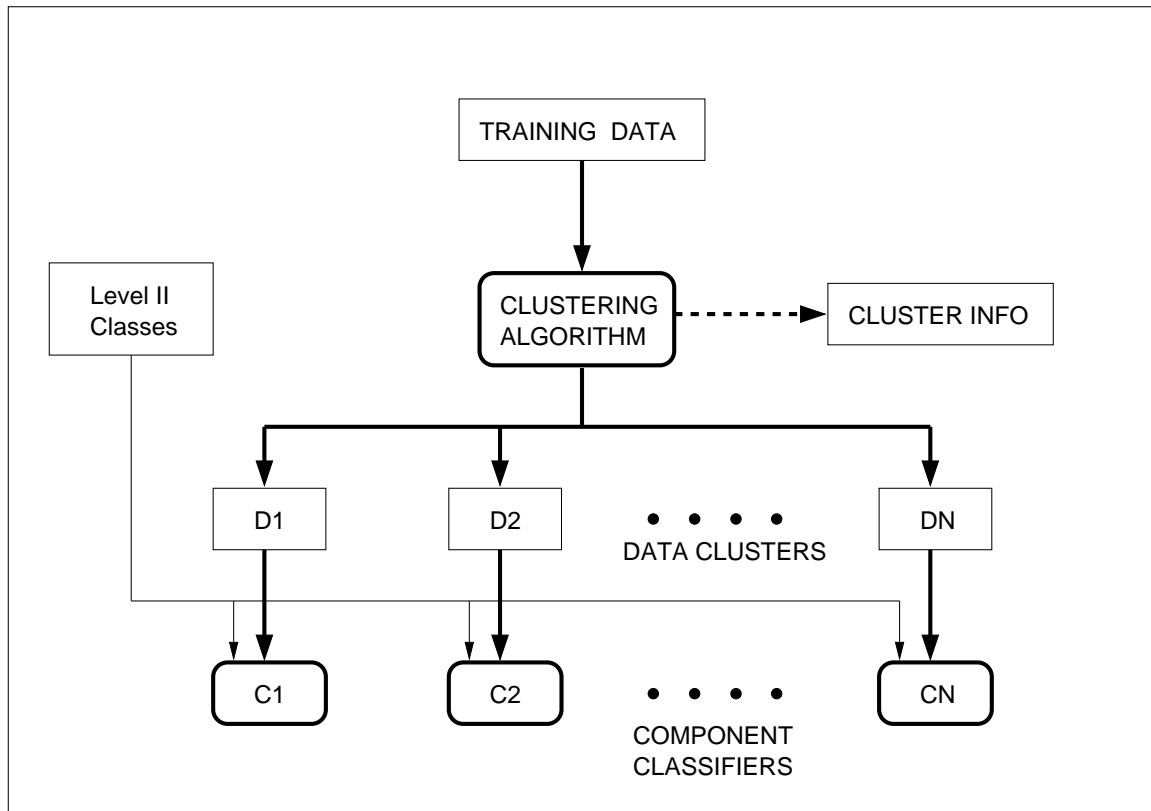 TRAINING DATA
Level II
Classes
CLUSTERING
ALGORITHM
CLUSTER INFO
D1
D2
DN
DATA CLUSTERS
C1
C2
CN
COMPONENT
CLASSIFIERS